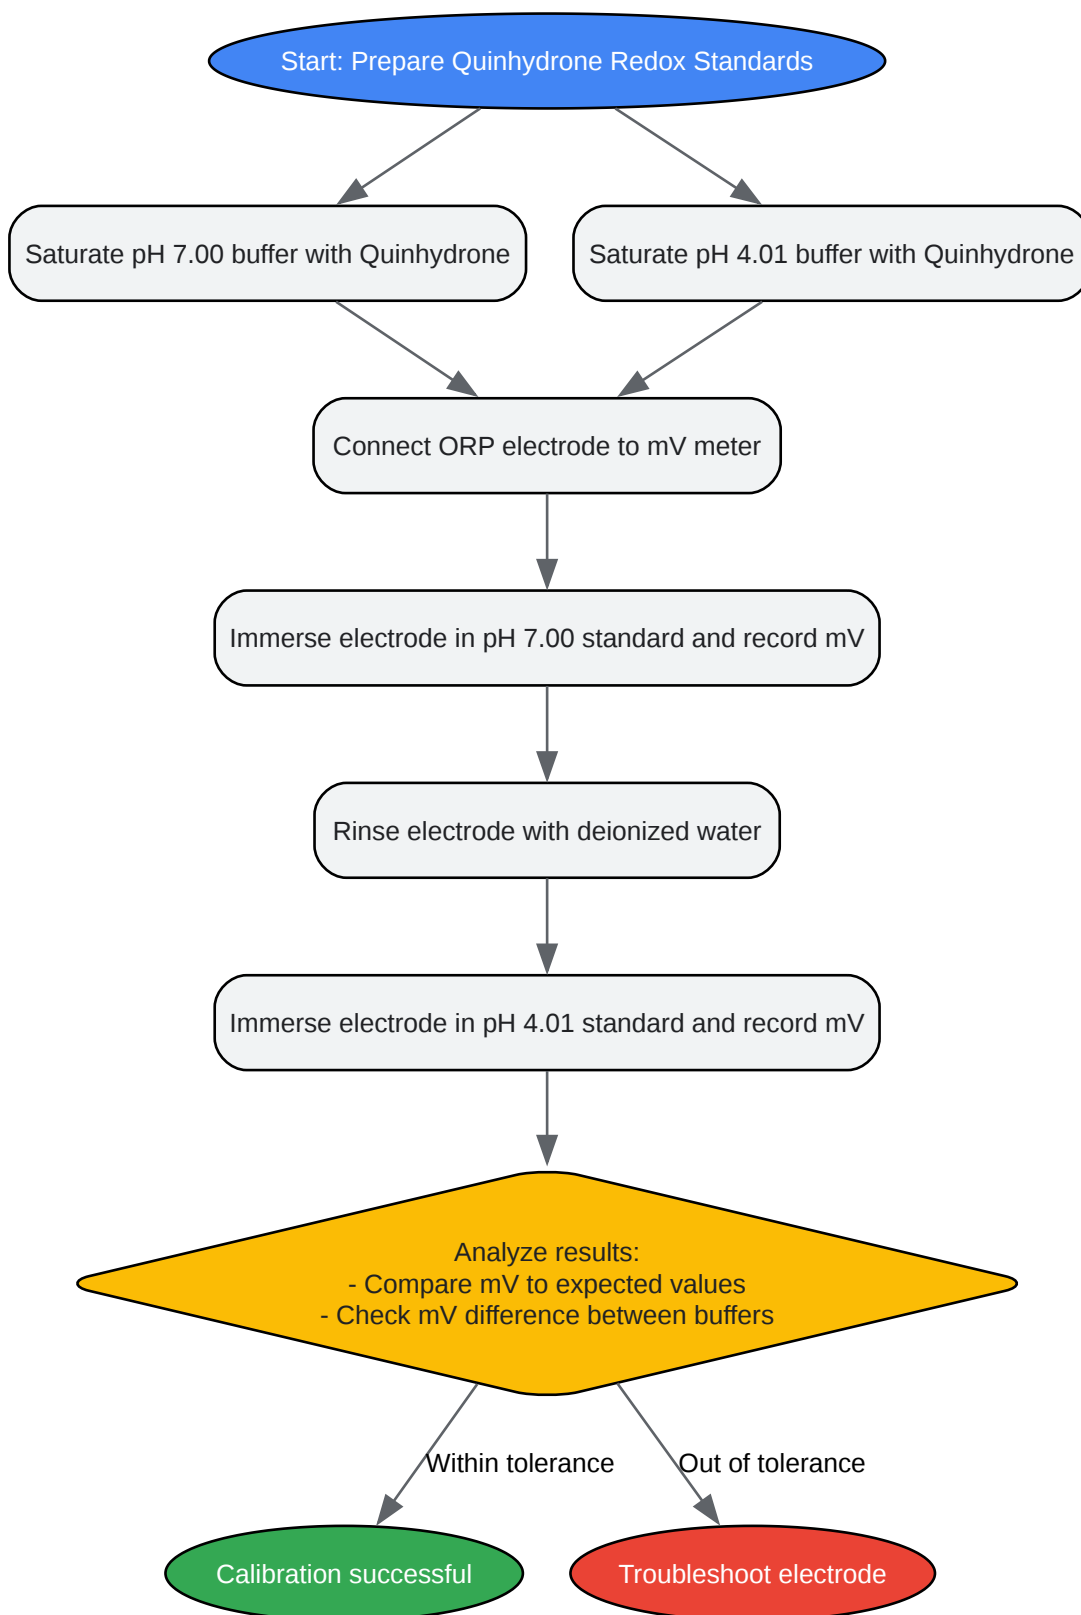 Start: Prepare Quinhydrone Redox Standards
Saturate pH 7.00 buffer with Quinhydrone
Saturate pH 4.01 buffer with Quinhydrone
Connect ORP electrode to mV meter
Immerse electrode in pH 7.00 standard and record mV
Rinse electrode with deionized water
Immerse electrode in pH 4.01 standard and record mV
Analyze results:
- Compare mV to expected values
- Check mV difference between buffers
Within tolerance
Out of tolerance
Calibration successful
Troubleshoot electrode